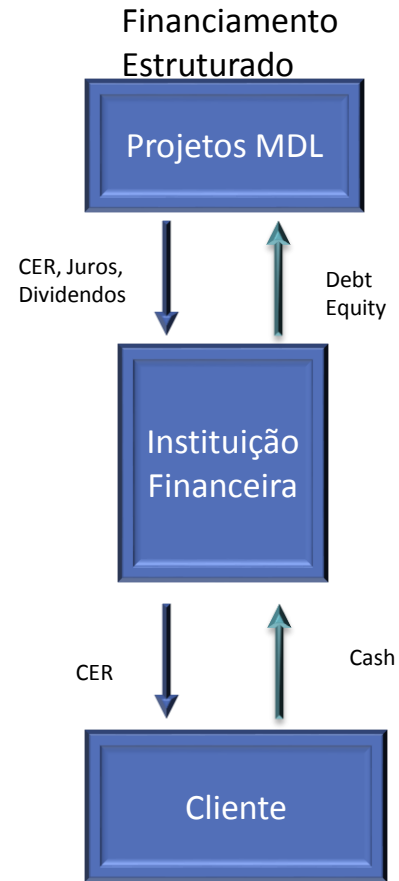 Financiamento
Estruturado
Projetos MDL
CER, Juros,
Dividendos
Debt
Equity
Instituição
Financeira
CER
Cash
Cliente